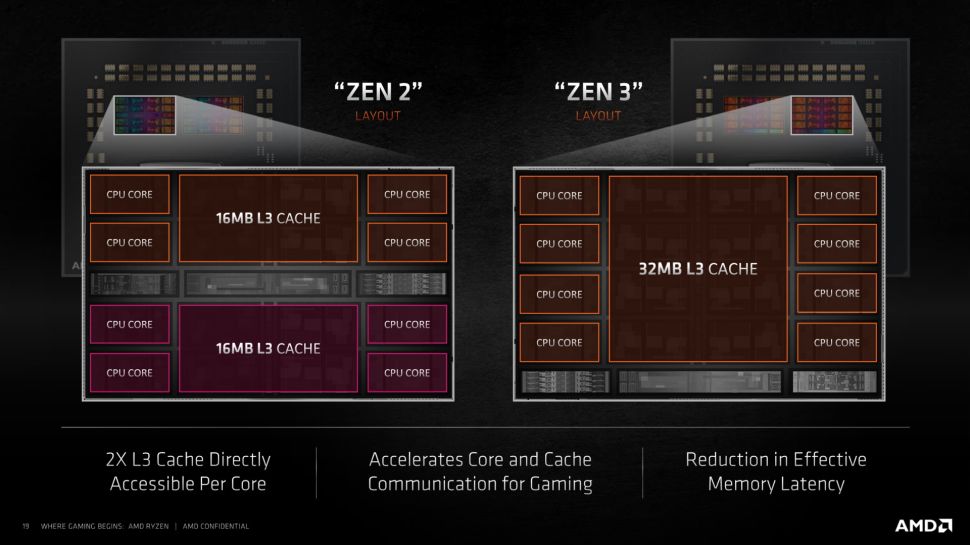 “ZEN 2”
LAYOUT
“ZEN 3”
LAYOUT
CPU CORE
16MB L3 CACHE
CPU CORE
CPU CORE
CPU CORE
CPU CORE
16MB L3 CACHE
CPU CORE
CPU CORE
CPU CORE
CPU CORE
CPU CORE
CPU CORE
CPU CORE
32MB L3 CACHE
CPU CORE
CPU CORE
CPU CORE
CPU CORE
2X L3 Cache Directly
Accessible Per Core
Accelerates Core and Cache
Communication for Gaming
Reduction in Effective
Memory Latency
19 WHERE GAMING BEGINS: AMD RYZEN | AMD CONFIDENTIAL
AMD